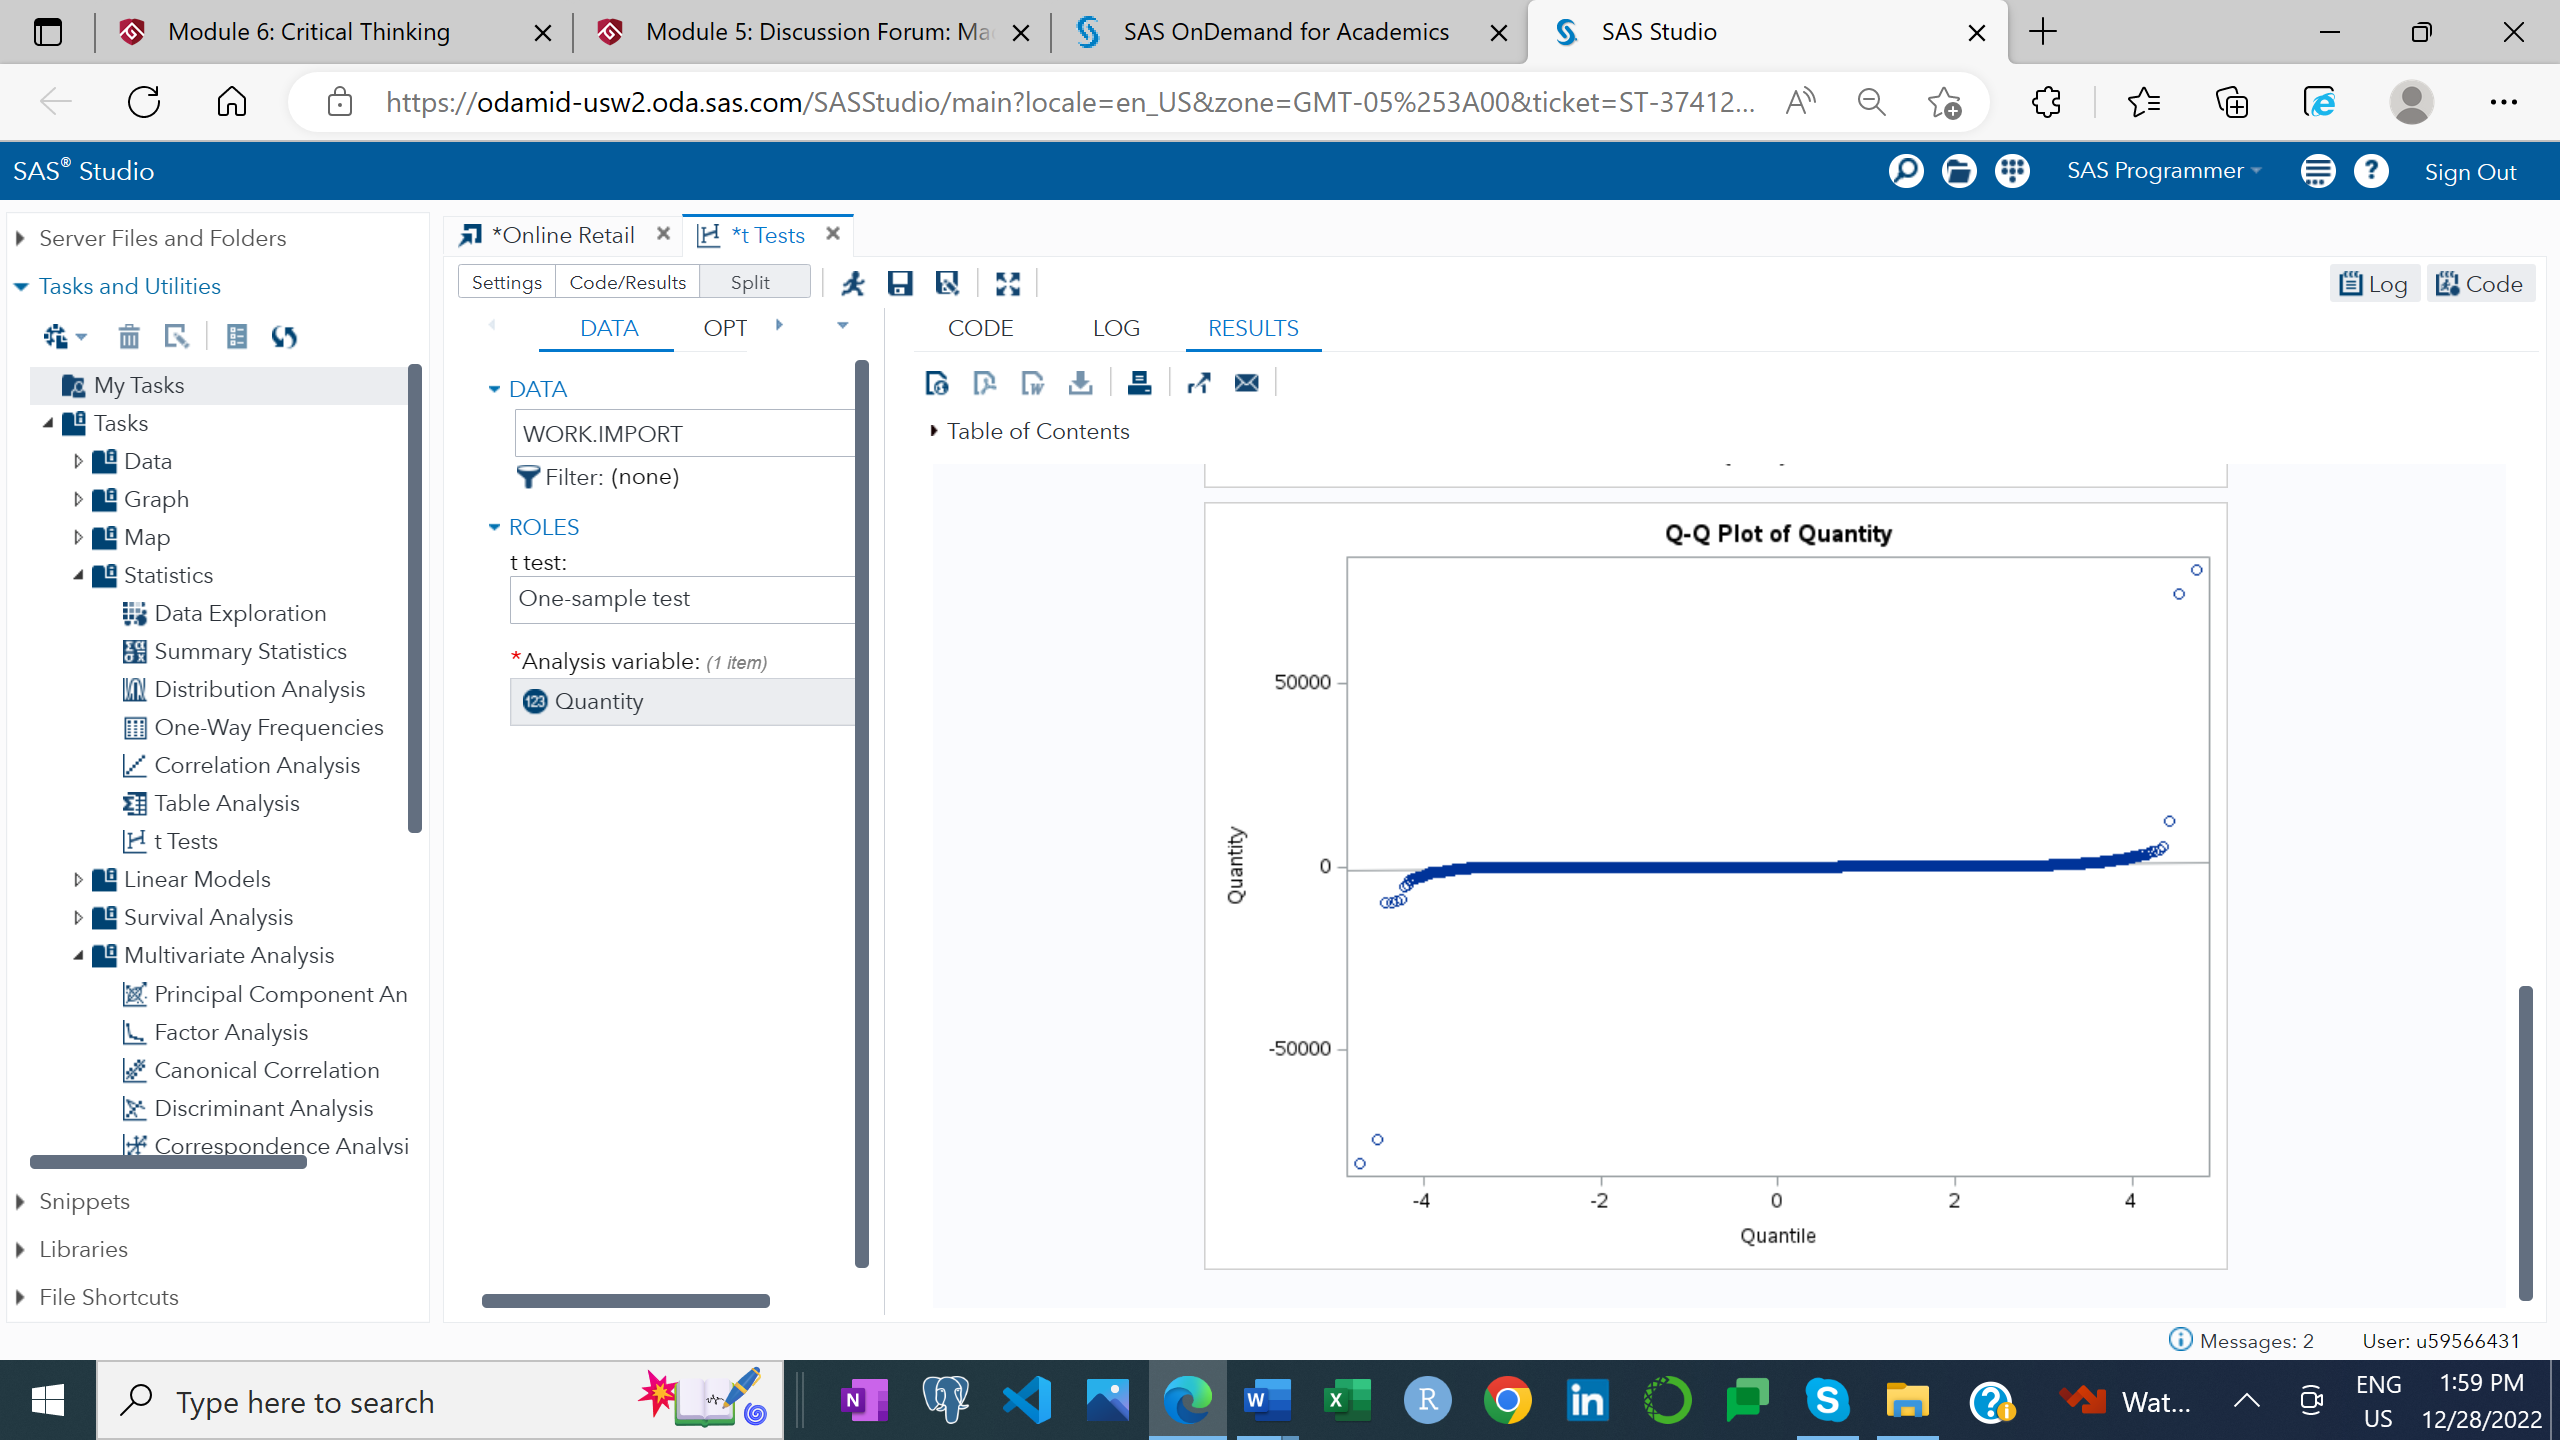 Module 6: Critical Thinking
Module 5: Discussion Forum: Ma
SAS OnDemand for Academics
SAS Studio
https://odamid-usw2.oda.sas.com/SASStudio/main?locale=en_US&zone=GMT-05%253A00&ticket=ST-37412...
SAS® Studio
SAS Programmer
Sign Out
Server Files and Folders
Tasks and Utilities
My Tasks
Tasks
Data
Graph
Map
Statistics
Data Exploration
Summary Statistics
Distribution Analysis
One-Way Frequencies
Correlation Analysis
Table Analysis
t Tests
Linear Models
Survival Analysis
Multivariate Analysis
Principal Component An
Factor Analysis
Canonical Correlation
Discriminant Analysis
Correspondence Analysi
Snippets
Libraries
File Shortcuts
*Online Retail
*t Tests
Settings
Code/Results
Split
Log
Code
DATA
OPT
DATA
WORK.IMPORT
Filter: (none)
ROLES
t test:
One-sample test
*Analysis variable: (1 item)
123 Quantity
CODE
LOG
RESULTS
Table of Contents
Q-Q Plot of Quantity
50000
0
-50000
Quantity
-4
-2
0
2
4
Quantile
Messages: 2
User: u59566431
Type here to search
Wat...
ENG
US
1:59 PM
12/28/2022